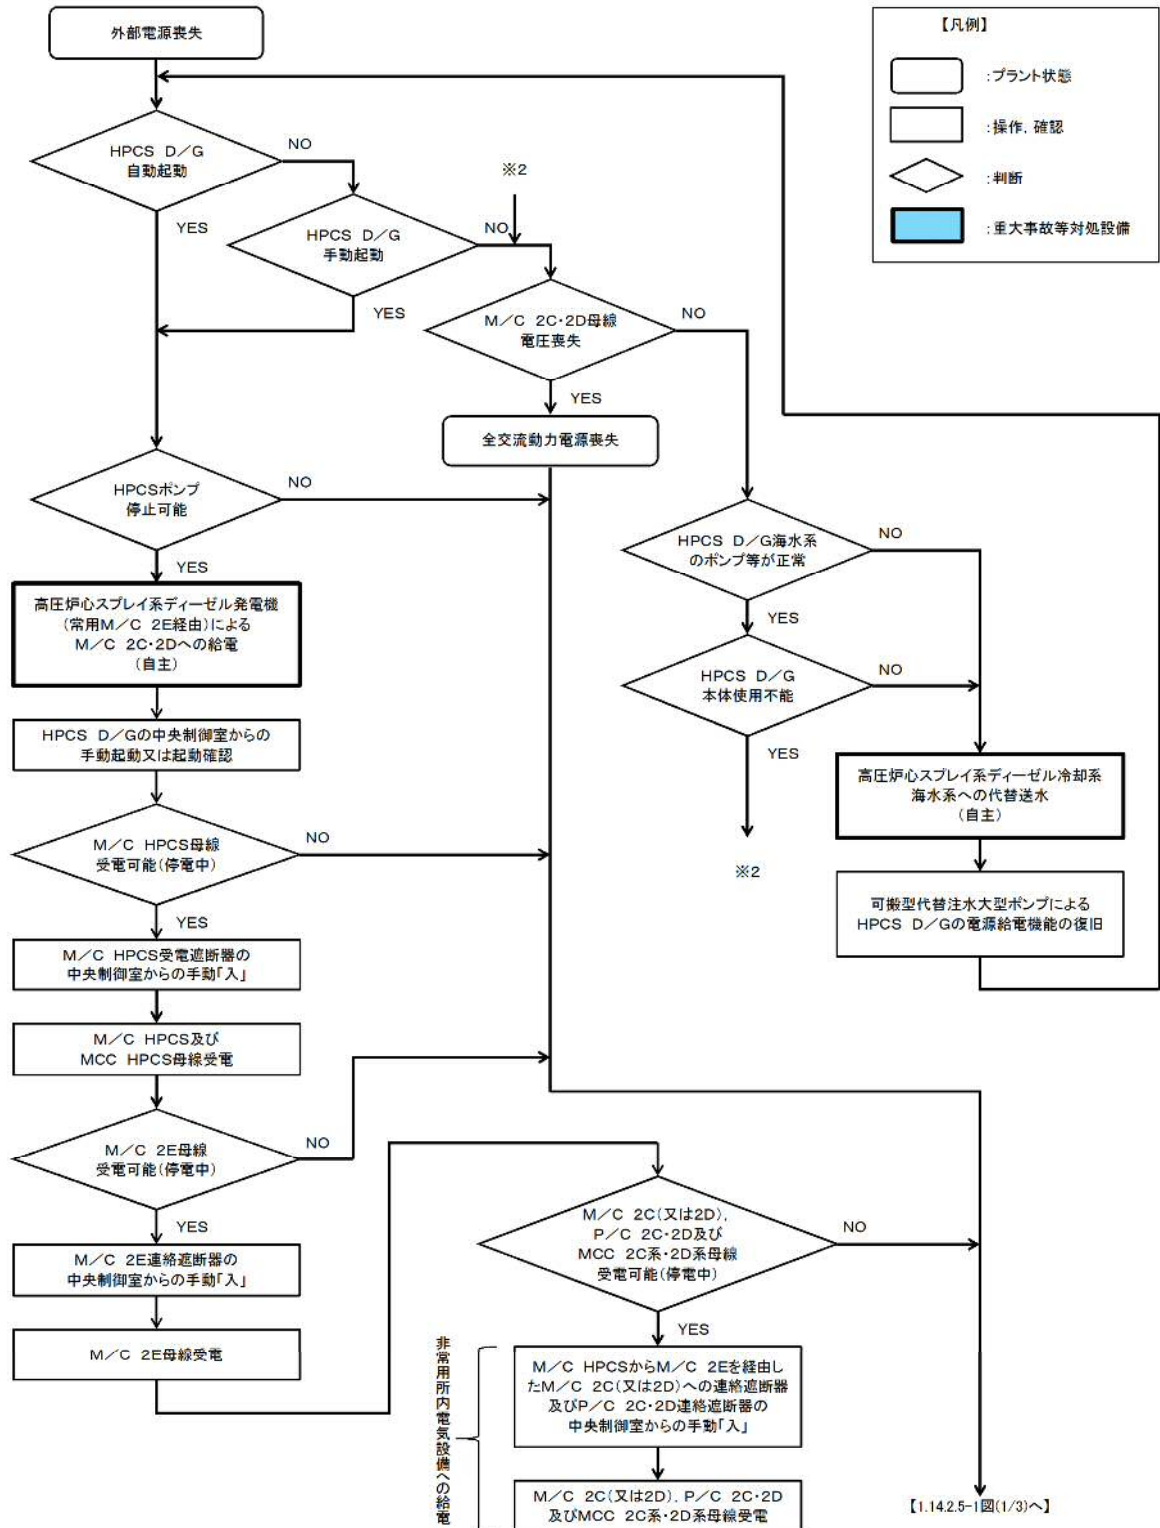 外部電源喪失
【凡例】
:プラント状態
:操作，確認
:判断
:重大事故等対処設備
HPCS D／G
自動起動
NO
YES
※2
HPCS D／G
手動起動
NO
YES
M／C 2C・2D母線
電圧喪失
NO
YES
全交流動力電源喪失
HPCSポンプ
停止可能
NO
YES
HPCS D／G海水系
のポンプ等が正常
NO
YES
高圧炉心スプレイ系ディーゼル発電機
(常用M／C 2E経由)による
M／C 2C・2Dへの給電
(自主)
HPCS D／G
本体使用不能
NO
YES
※2
HPCS D／Gの中央制御室からの
手動起動又は起動確認
高圧炉心スプレイ系ディーゼル冷却系
海水系への代替送水
(自主)
M／C HPCS母線
受電可能(停電中)
NO
YES
可搬型代替注水大型ポンプによる
HPCS D／Gの電源給電機能の復旧
M／C HPCS受電遮断器の
中央制御室からの手動「入」
M／C HPCS及び
MCC HPCS母線受電
M／C 2E母線
受電可能(停電中)
NO
YES
M／C 2E連絡遮断器の
中央制御室からの手動「入」
M／C 2E母線受電
M／C 2C(又は2D)，
P／C 2C・2D及び
MCC 2C系・2D系母線
受電可能(停電中)
NO
YES
非常用所内電気設備への給電
M／C HPCSからM／C 2Eを経由し
たM／C 2C(又は2D)への連絡遮断器
及びP／C 2C・2D連絡遮断器の
中央制御室からの手動「入」
M／C 2C(又は2D)，P／C 2C・2D
及びMCC 2C系・2D系母線受電
【1.14.2.5-1図(1/3)へ】